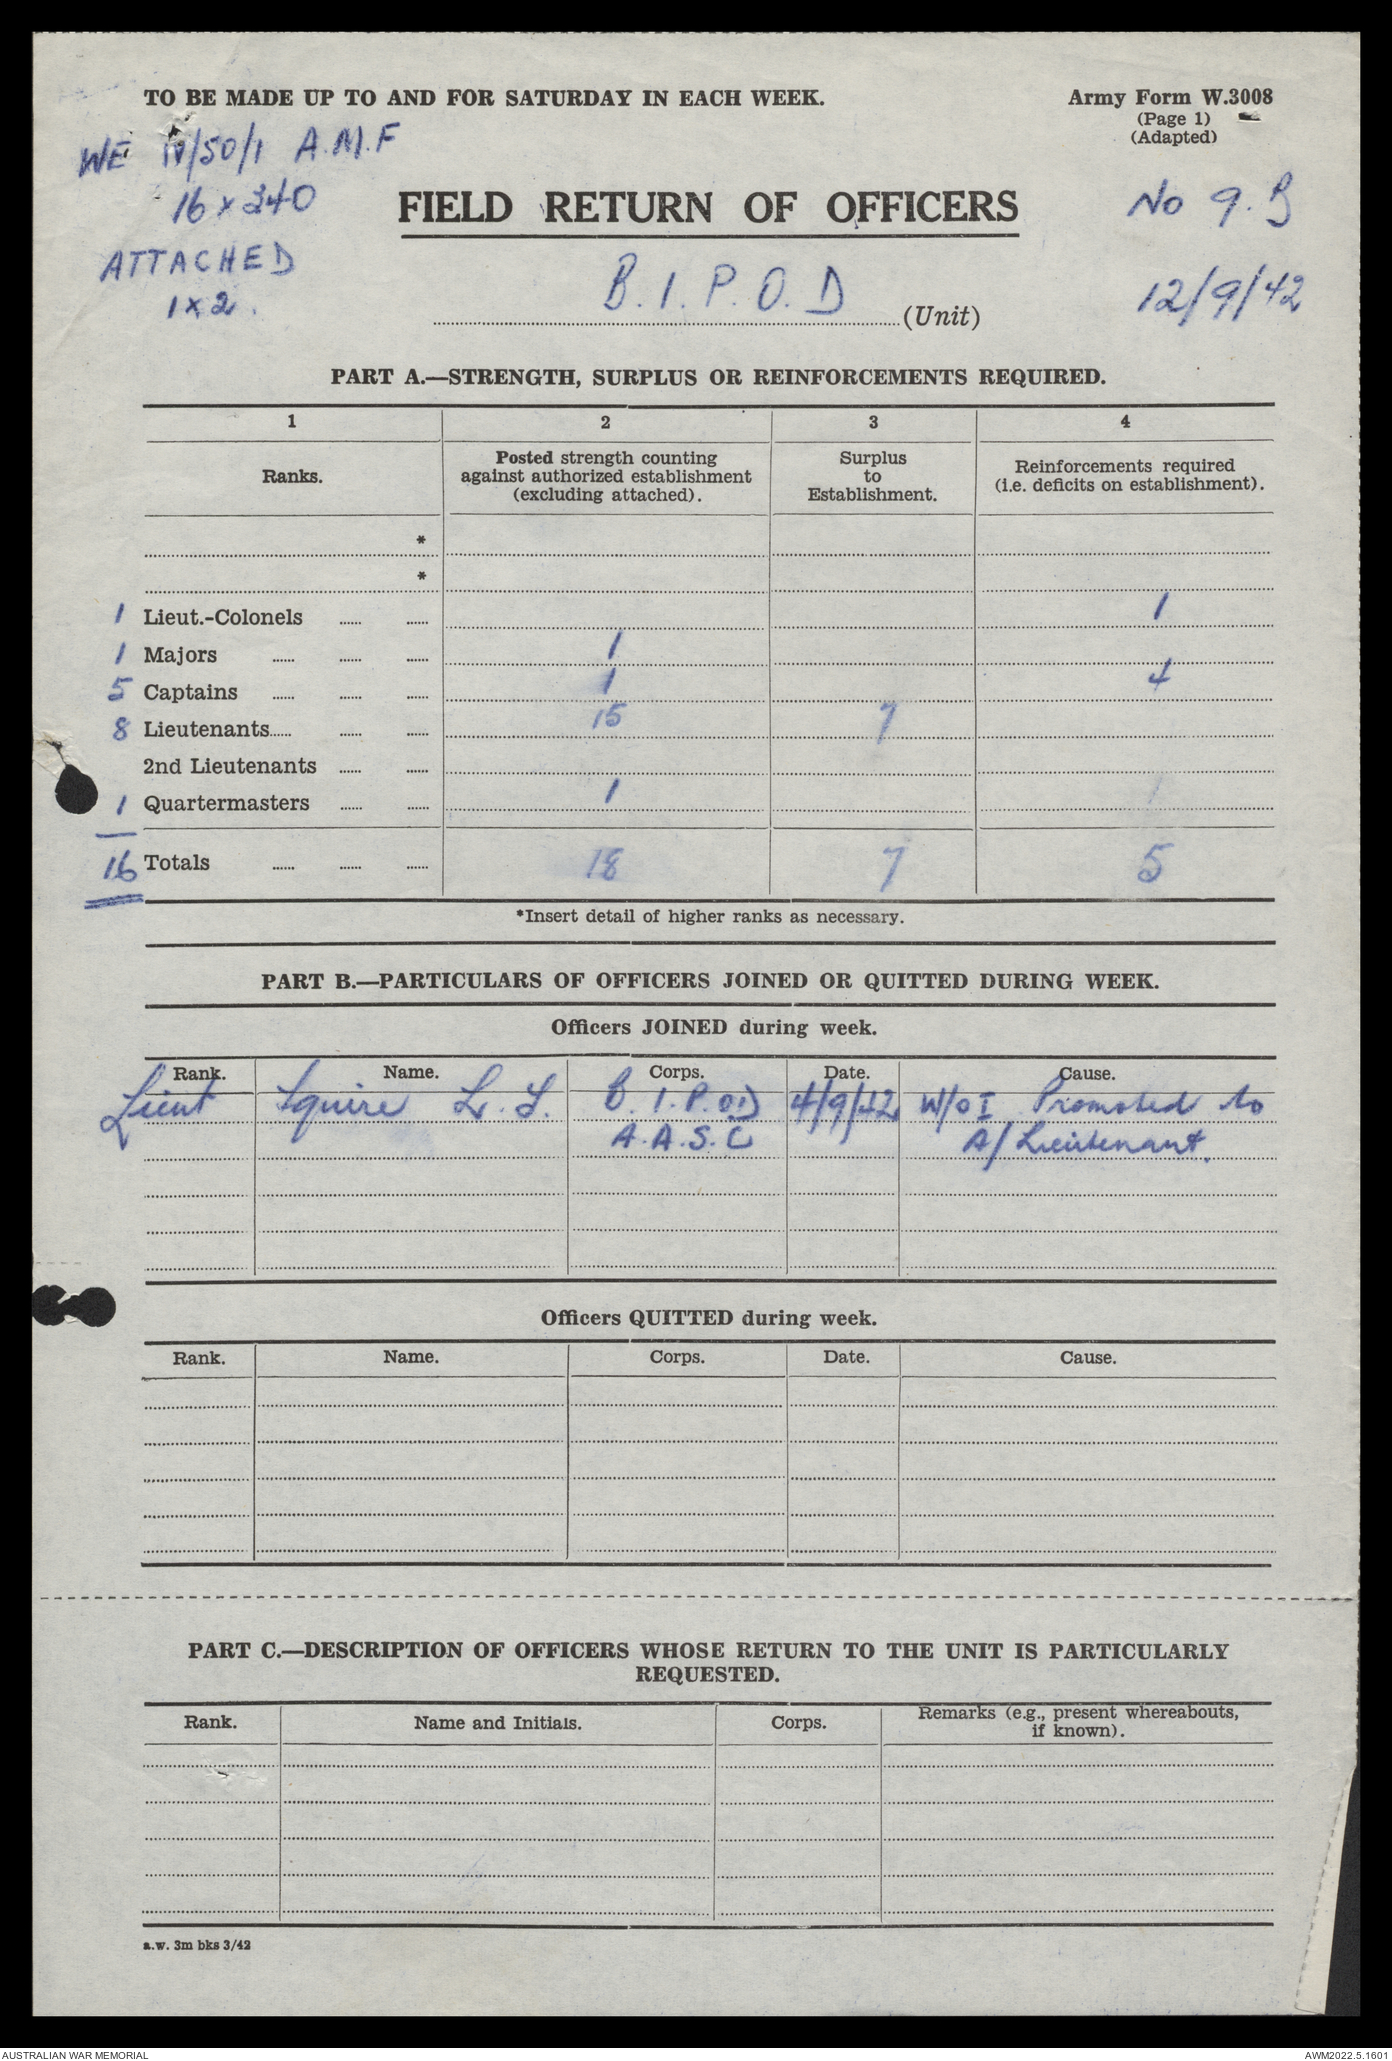 TO BE MADE UP TO AND FOR SATURDAY IN EACH WEEK.
Army Form W.3008
(Page 1)
(Adapted)
WE IV/50/1 A.M.F
16 x 240
ATTACHED
1 x 2.
FIELD RETURN OF OFFICERS
No 9. B
B.I.P.O.D (Unit)
12/9/42
PART A.—STRENGTH, SURPLUS OR REINFORCEMENTS REQUIRED.
1 2 3 4
Ranks.
Posted strength counting against authorized establishment (excluding attached).
Surplus to Establishment.
Reinforcements required (i.e. deficits on establishment).
*
*
1 Lieut.-Colonels 1
1 Majors 1
5 Captains 1 4
8 Lieutenants 15 7
2nd Lieutenants
1 Quartermasters 1
16 Totals 18 7 5
*Insert detail of higher ranks as necessary.
PART B.—PARTICULARS OF OFFICERS JOINED OR QUITTED DURING WEEK.
Officers JOINED during week.
Rank. Name. Corps. Date. Cause.
Lieut Squire L. S. B.I.P.O.D 4/9/42 W/O I Promoted to
A.A.S.C A/Lieutenant.
Officers QUITTED during week.
Rank. Name. Corps. Date. Cause.
PART C.—DESCRIPTION OF OFFICERS WHOSE RETURN TO THE UNIT IS PARTICULARLY
REQUESTED.
Rank. Name and Initials. Corps. Remarks (e.g., present whereabouts, if known).
a.w. 3m bks 3/42
AUSTRALIAN WAR MEMORIAL
AWM2022.5.1601